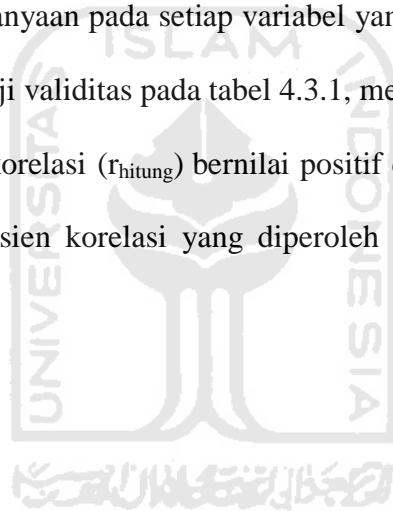 anyaan pada setiap variabel yan
ISLAM
ji validitas pada tabel 4.3.1, me
korelasi (rhitung) bernilai positif
sien korelasi yang diperoleh
UNIVERSITAS
INDONESIA